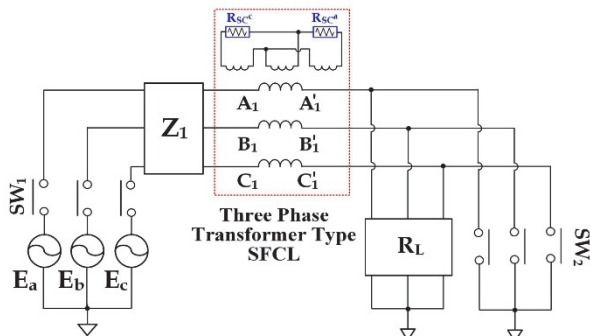 R_SC^c R_SC^a
A₁ A'₁
Z₁
B₁ B'₁
C₁ C'₁
SW₁
Three Phase
Transformer Type
SFCL
R_L
SW₂
E_a E_b E_c